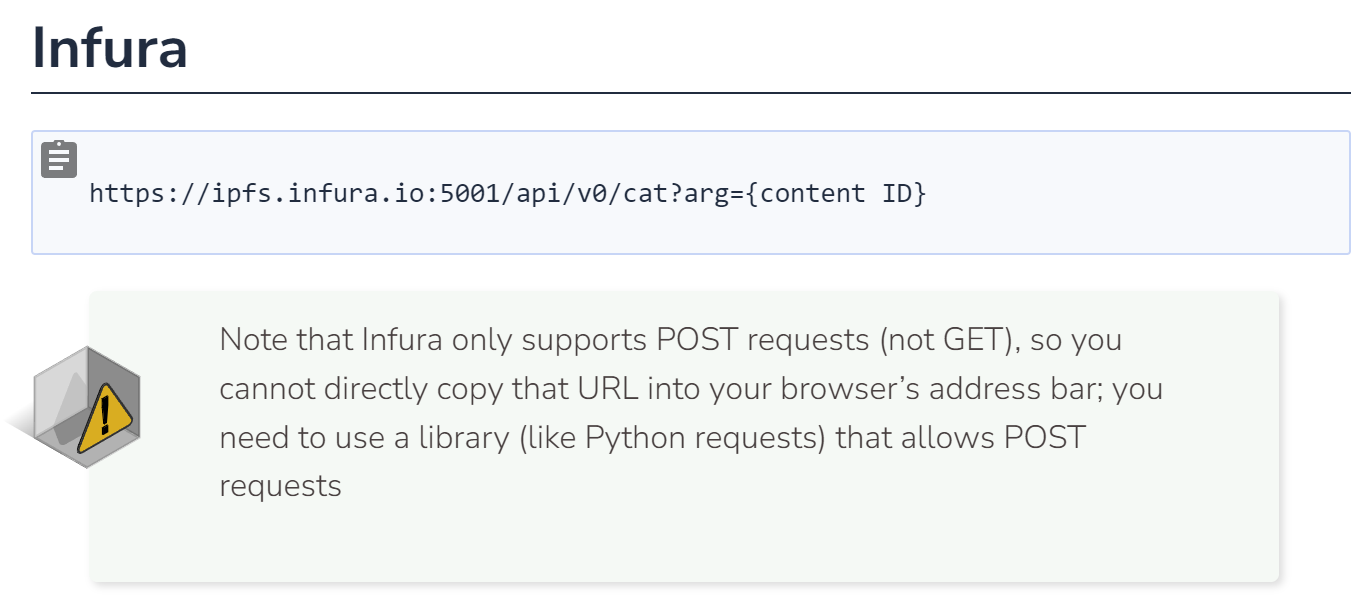 Infura
https://ipfs.infura.io:5001/api/v0/cat?arg={content ID}
Note that Infura only supports POST requests (not GET), so you
cannot directly copy that URL into your browser’s address bar; you
need to use a library (like Python requests) that allows POST
requests